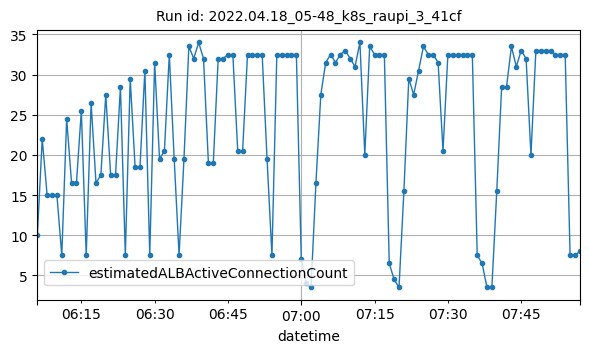 Run id: 2022.04.18_05-48_k8s_raupi_3_41cf
35
30
25
20
15
10
5
estimatedALBActiveConnectionCount
06:15 06:30 06:45 07:00 07:15 07:30 07:45
datetime